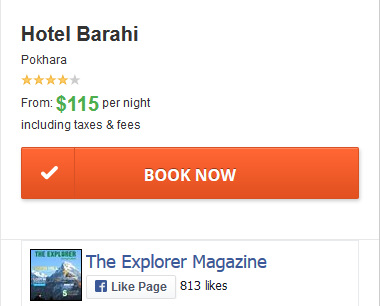 Hotel Barahi
Pokhara
From: $115 per night
including taxes & fees
BOOK NOW
THE EXPLORER
The Explorer Magazine
Like Page
813 likes